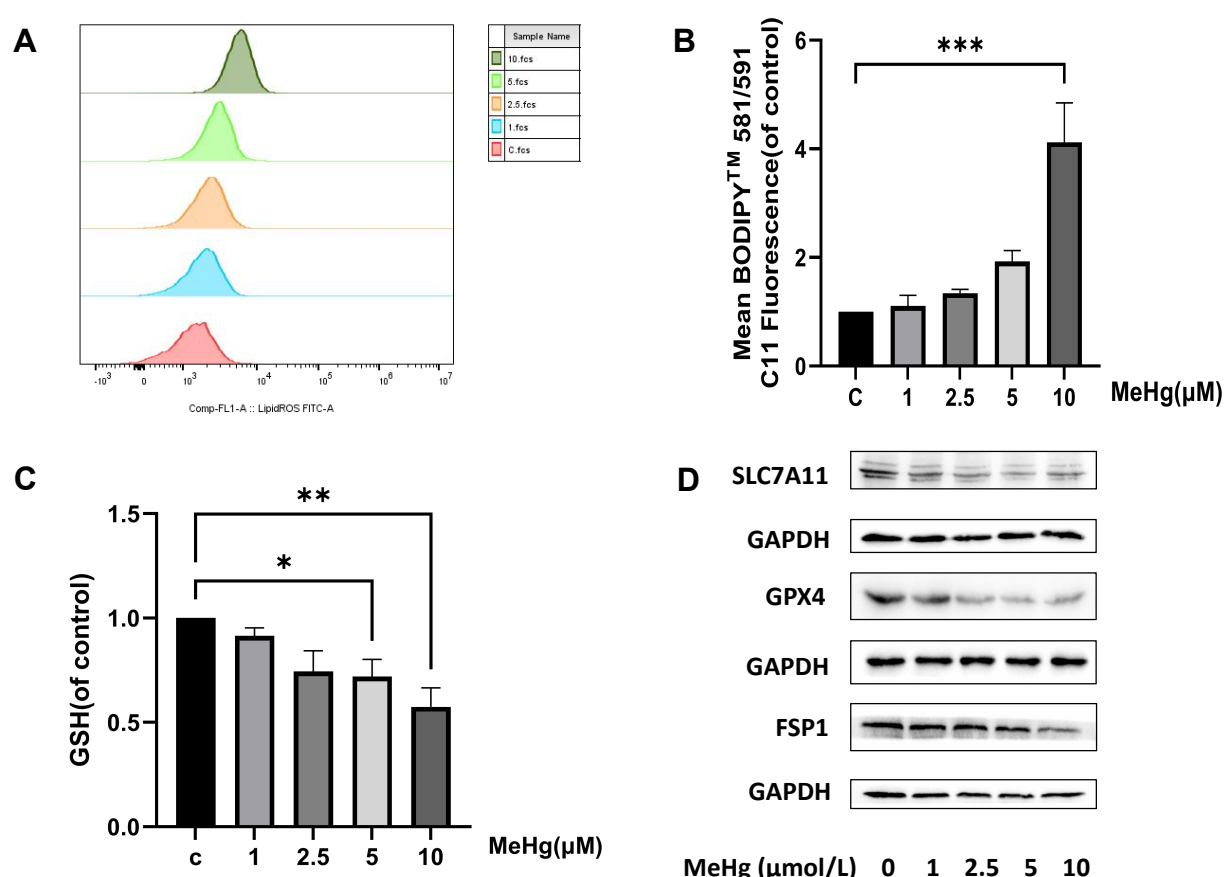 A
Sample Name
10.fcs
5.fcs
2.5.fcs
1.fcs
C.fcs
-10³ 0 10³ 10⁴ 10⁵ 10⁶ 10⁷
Comp-FL1-A :: LipidROS FITC-A
B
Mean BODIPY™ 581/591
C11 Fluorescence(of control)
6
4
2
0
***
C 1 2.5 5 10 MeHg(μM)
C
GSH(of control)
1.5
1.0
0.5
0.0
**
*
c 1 2.5 5 10 MeHg(μM)
D
SLC7A11
GAPDH
GPX4
GAPDH
FSP1
GAPDH
MeHg (μmol/L) 0 1 2.5 5 10